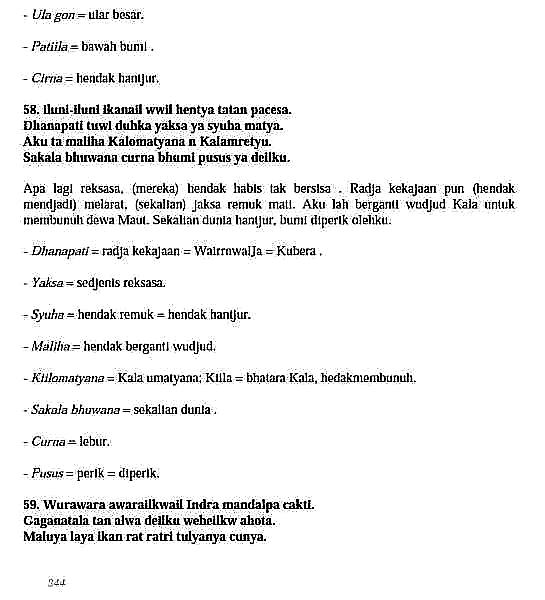 - Ula gon = ular besar.
- Patiila = bawah bumi .
- Cirna = hendak hantjur.
58. Iluni-iluni ikanail wwil hentya tatan pacesa.
Dhanapati tuwi duhka yaksa ya syuha matya.
Aku ta maliha Kalomatyana n Kalamretyu.
Sakala bhuwana curna bhumi pusus ya deilku.
Apa lagi reksasa, (mereka) hendak habis tak bersisa . Radja kekajaan pun (hendak
mendjadi) melarat, (sekalian) jaksa remuk mati. Aku lah berganti wudjud Kala untuk
membunuh dewa Maut. Sekalian dunia hantjur, bumi diperik olehku.
- Dhanapati = radja kekajaan = WairrnwalJa = Kubera .
- Yaksa = sedjenis reksasa.
- Syuha = hendak remuk = hendak hantjur.
- Maliha = hendak berganti wudjud.
- Kiilomatyana = Kala umatyana; Kiila = bhatara Kala, hedakmembunuh.
- Sakala bhuwana = sekalian dunia .
- Curna = lebur.
- Pusus = perik = diperik.
59. Wurawara awarailkwail Indra mandalpa cakti.
Gaganatala tan alwa deilku weheilkw ahota.
Maluya laya ikan rat ratri tulyanya cunya.
244